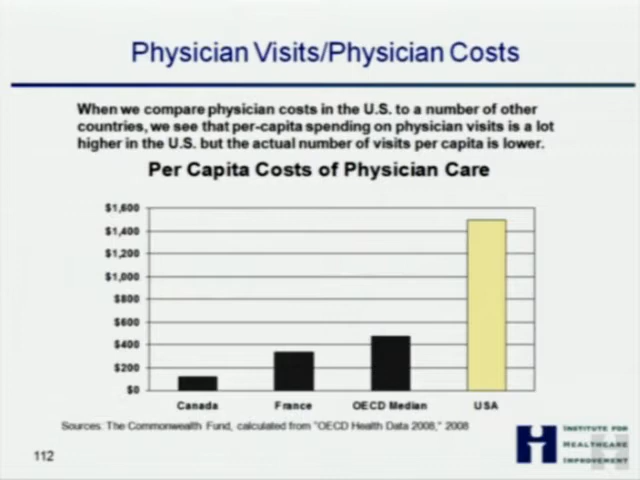 Physician Visits/Physician Costs
When we compare physician costs in the U.S. to a number of other
countries, we see that per-capita spending on physician visits is a lot
higher in the U.S. but the actual number of visits per capita is lower.
Per Capita Costs of Physician Care
$1,600
$1,400
$1,200
$1,000
$800
$600
$400
$200
$0
Canada France OECD Median USA
Sources: The Commonwealth Fund, calculated from "OECD Health Data 2008," 2008
112
INSTITUTE FOR
HEALTHCARE
IMPROVEMENT